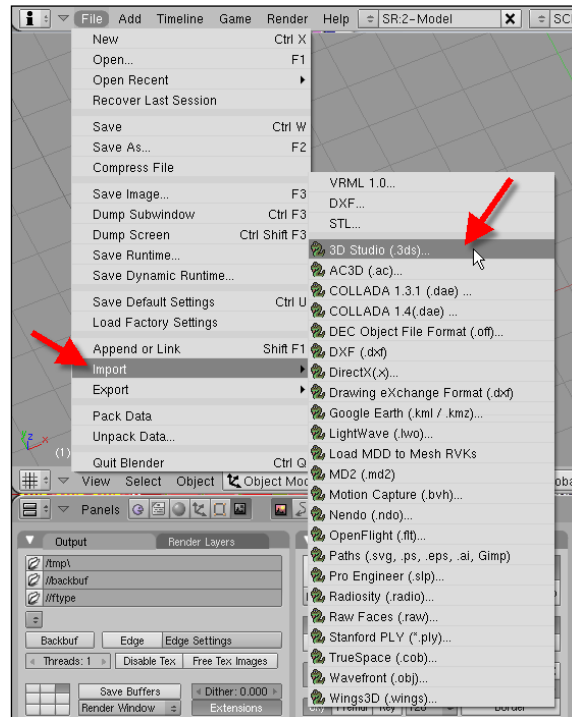 File Add Timeline Game Render Help SR:2-Model X
New Ctrl X
Open... F1
Open Recent
Recover Last Session
Save Ctrl W
Save As... F2
Compress File
Save Image... F3
Dump Subwindow Ctrl F3
Dump Screen Ctrl Shift F3
Save Runtime...
Save Dynamic Runtime...
Save Default Settings Ctrl U
Load Factory Settings
Append or Link Shift F1
Import
Export
Pack Data
Unpack Data...
Quit Blender Ctrl Q
VRML 1.0...
DXF...
STL...
3D Studio (.3ds)...
AC3D (.ac)...
COLLADA 1.3.1 (.dae) ...
COLLADA 1.4(.dae) ...
DEC Object File Format (.off)...
DXF (.dxf)
DirectX(.x)...
Drawing eXchange Format (.dxf)
Google Earth (.kml / .kmz)...
LightWave (.lwo)...
Load MDD to Mesh RVKs
MD2 (.md2)
Motion Capture (.bvh)...
Nendo (.ndo)...
OpenFlight (.flt)...
Paths (.svg, .ps, .eps, .ai, Gimp)
Pro Engineer (.slp)...
Radiosity (.radio)...
Raw Faces (.raw)...
Stanford PLY (*.ply)...
TrueSpace (.cob)...
Wavefront (.obj)...
Wings3D (.wings)...
z x
(1)
View Select Object Object
Panels
Output Render Layers
/tmp\
//backbuf
//ftype
Backbuf Edge Edge Settings
Threads: 1 Disable Tex Free Tex Images
Save Buffers Dither: 0.000
Render Window Extensions